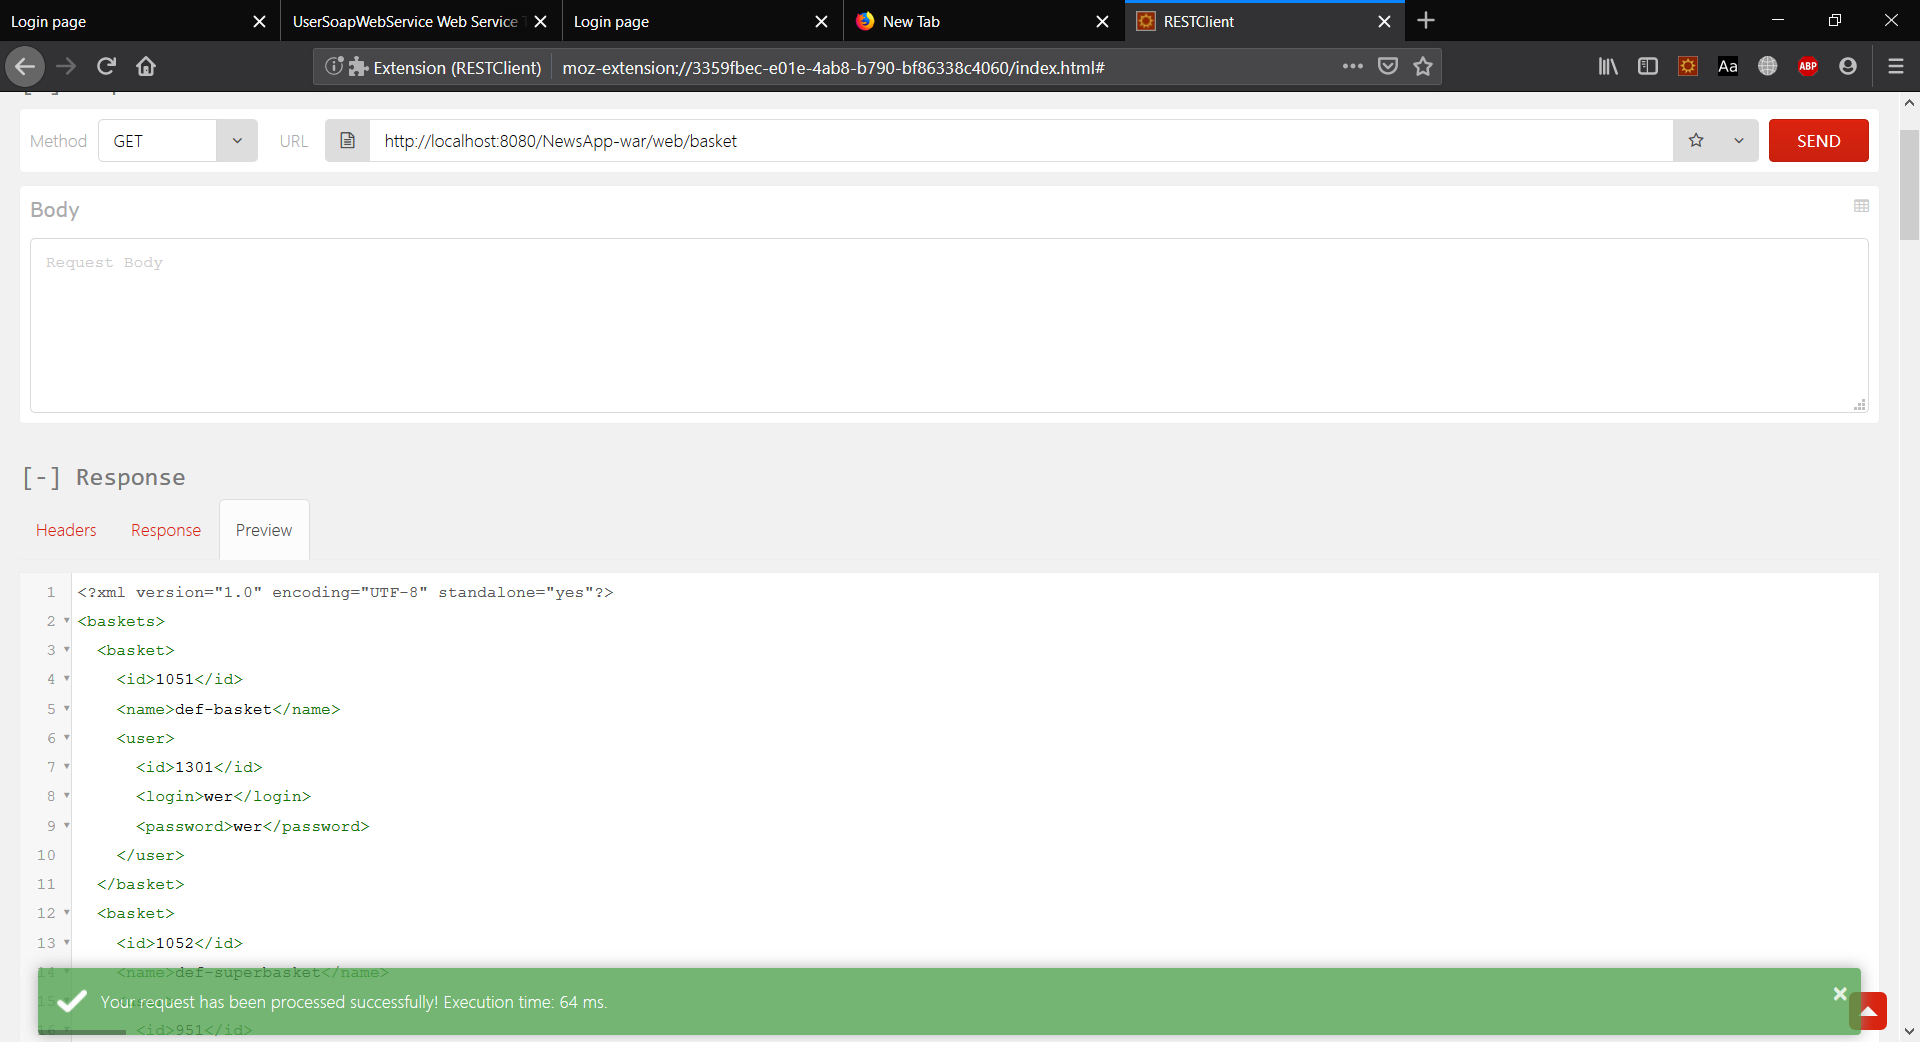 Login page
UserSoapWebService Web Service
Login page
New Tab
RESTClient
Extension (RESTClient)
moz-extension://3359fbec-e01e-4ab8-b790-bf86338c4060/index.html#
Aa
ABP
Method
GET
URL
http://localhost:8080/NewsApp-war/web/basket
SEND
Body
Request Body
[-] Response
Headers
Response
Preview
1 <?xml version="1.0" encoding="UTF-8" standalone="yes"?>
2 <baskets>
3 <basket>
4 <id>1051</id>
5 <name>def-basket</name>
6 <user>
7 <id>1301</id>
8 <login>wer</login>
9 <password>wer</password>
10 </user>
11 </basket>
12 <basket>
13 <id>1052</id>
14 <name>def-superbasket</name>
15
Your request has been processed successfully! Execution time: 64 ms.
16 <id>951</id>